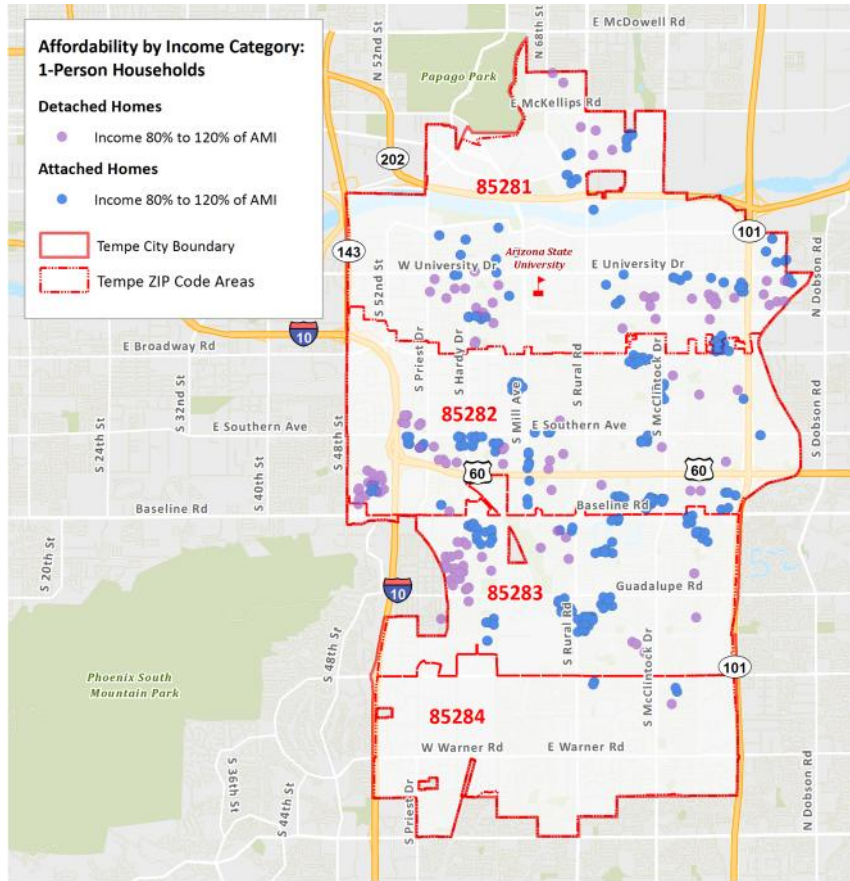 Affordability by Income Category:
1-Person Households
Detached Homes
Income 80% to 120% of AMI
Attached Homes
Income 80% to 120% of AMI
Tempe City Boundary
Tempe ZIP Code Areas
N 52nd St
N 68th St
E McDowell Rd
Papago Park
E McKellips Rd
202
85281
101
143
S 52nd St
W University Dr
Arizona State
University
E University Dr
N Dobson Rd
10
E Broadway Rd
S Priest Dr
S Hardy Dr
S Mill Ave
S Rural Rd
S McClintock Dr
S 24th St
S 32nd St
S 40th St
S 48th St
E Southern Ave
85282
E Southern Ave
S Dobson Rd
60
60
Baseline Rd
Baseline Rd
S 20th St
10
85283
Guadalupe Rd
S 48th St
S Rural Rd
S McClintock Dr
101
Phoenix South
Mountain Park
85284
W Warner Rd
E Warner Rd
S 36th St
S 44th St
S Priest Dr
N Dobson Rd